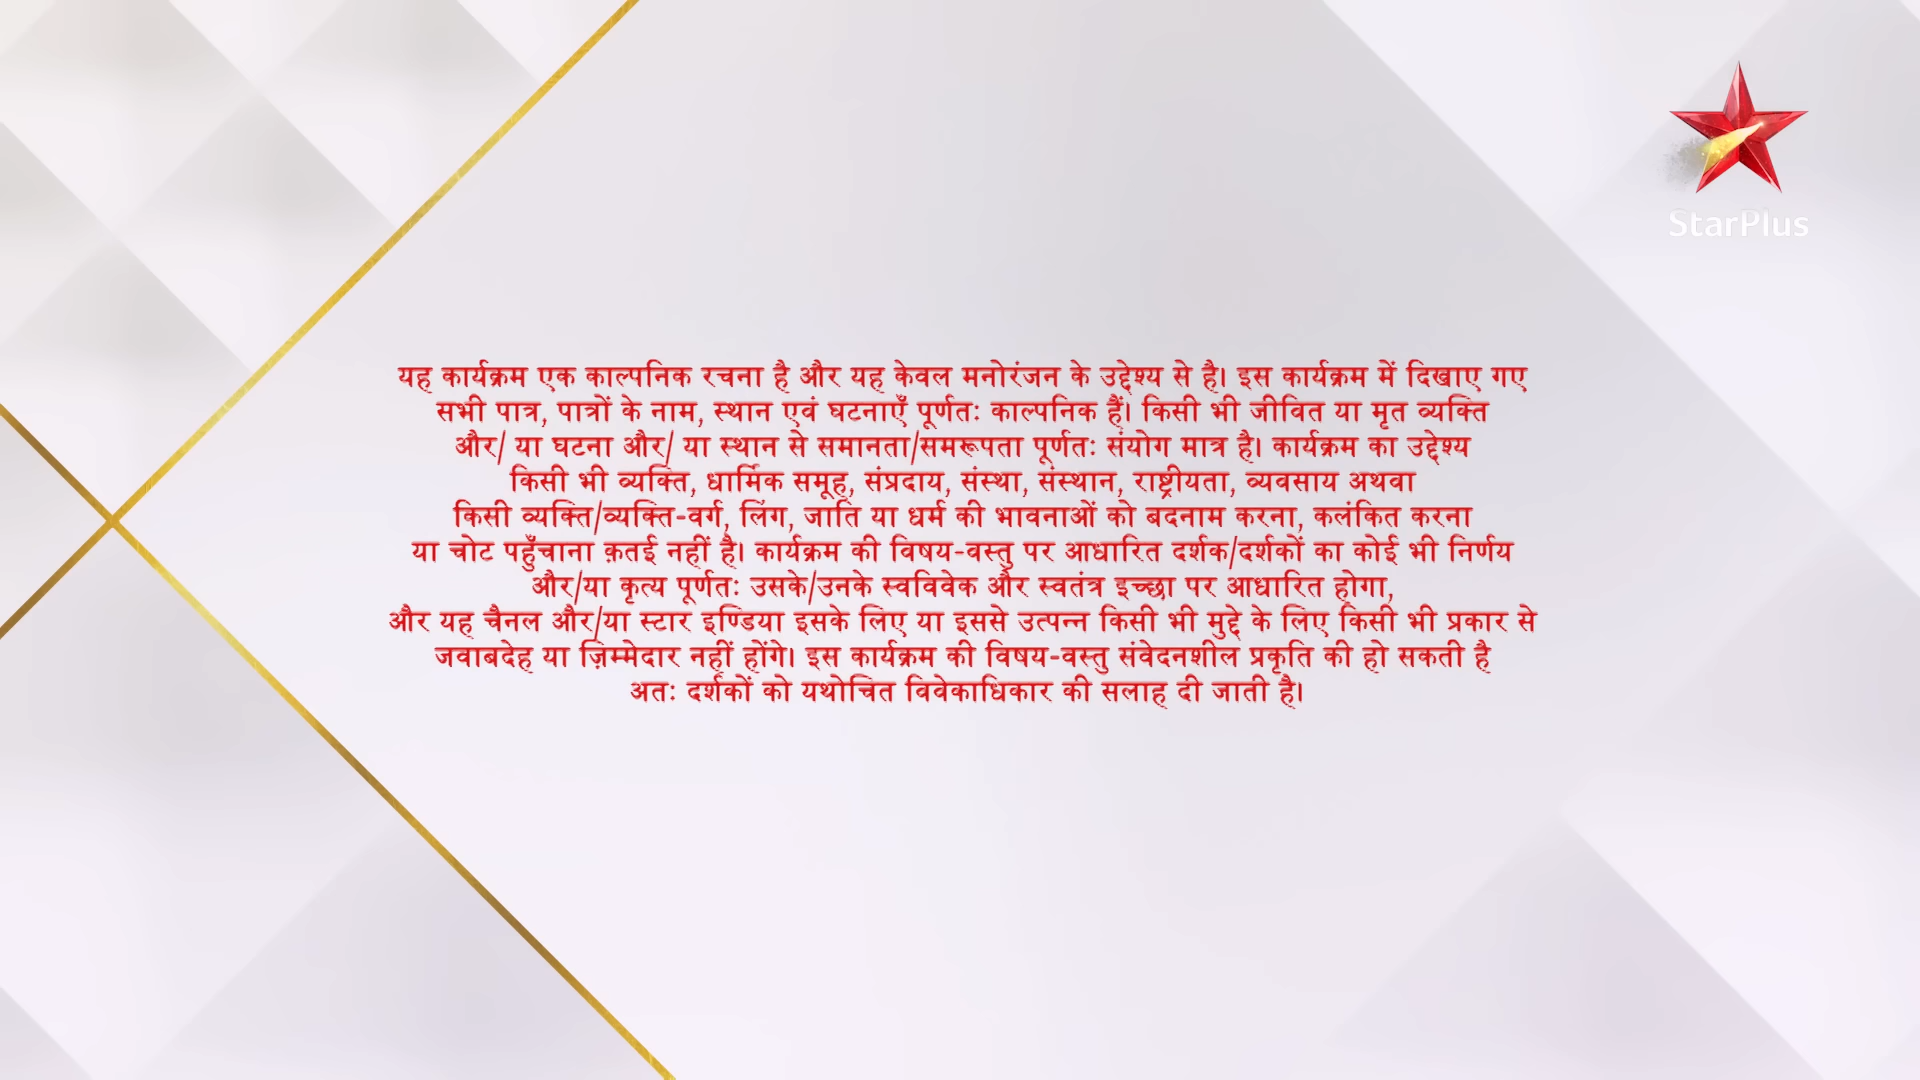 StarPlus
यह कार्यक्रम एक काल्पनिक रचना है और यह केवल मनोरंजन के उद्देश्य से है। इस कार्यक्रम में दिखाए गए
सभी पात्र, पात्रों के नाम, स्थान एवं घटनाएँ पूर्णतः काल्पनिक हैं। किसी भी जीवित या मृत व्यक्ति
और/ या घटना और/ या स्थान से समानता/समरूपता पूर्णतः संयोग मात्र है। कार्यक्रम का उद्देश्य
किसी भी व्यक्ति, धार्मिक समूह, संप्रदाय, संस्था, संस्थान, राष्ट्रीयता, व्यवसाय अथवा
किसी व्यक्ति/व्यक्ति-वर्ग, लिंग, जाति या धर्म की भावनाओं को बदनाम करना, कलंकित करना
या चोट पहुँचाना क़तई नहीं है। कार्यक्रम की विषय-वस्तु पर आधारित दर्शक/दर्शकों का कोई भी निर्णय
और/या कृत्य पूर्णतः उसके/उनके स्वविवेक और स्वतंत्र इच्छा पर आधारित होगा,
और यह चैनल और/या स्टार इण्डिया इसके लिए या इससे उत्पन्न किसी भी मुद्दे के लिए किसी भी प्रकार से
जवाबदेह या ज़िम्मेदार नहीं होंगे। इस कार्यक्रम की विषय-वस्तु संवेदनशील प्रकृति की हो सकती है
अतः दर्शकों को यथोचित विवेकाधिकार की सलाह दी जाती है।